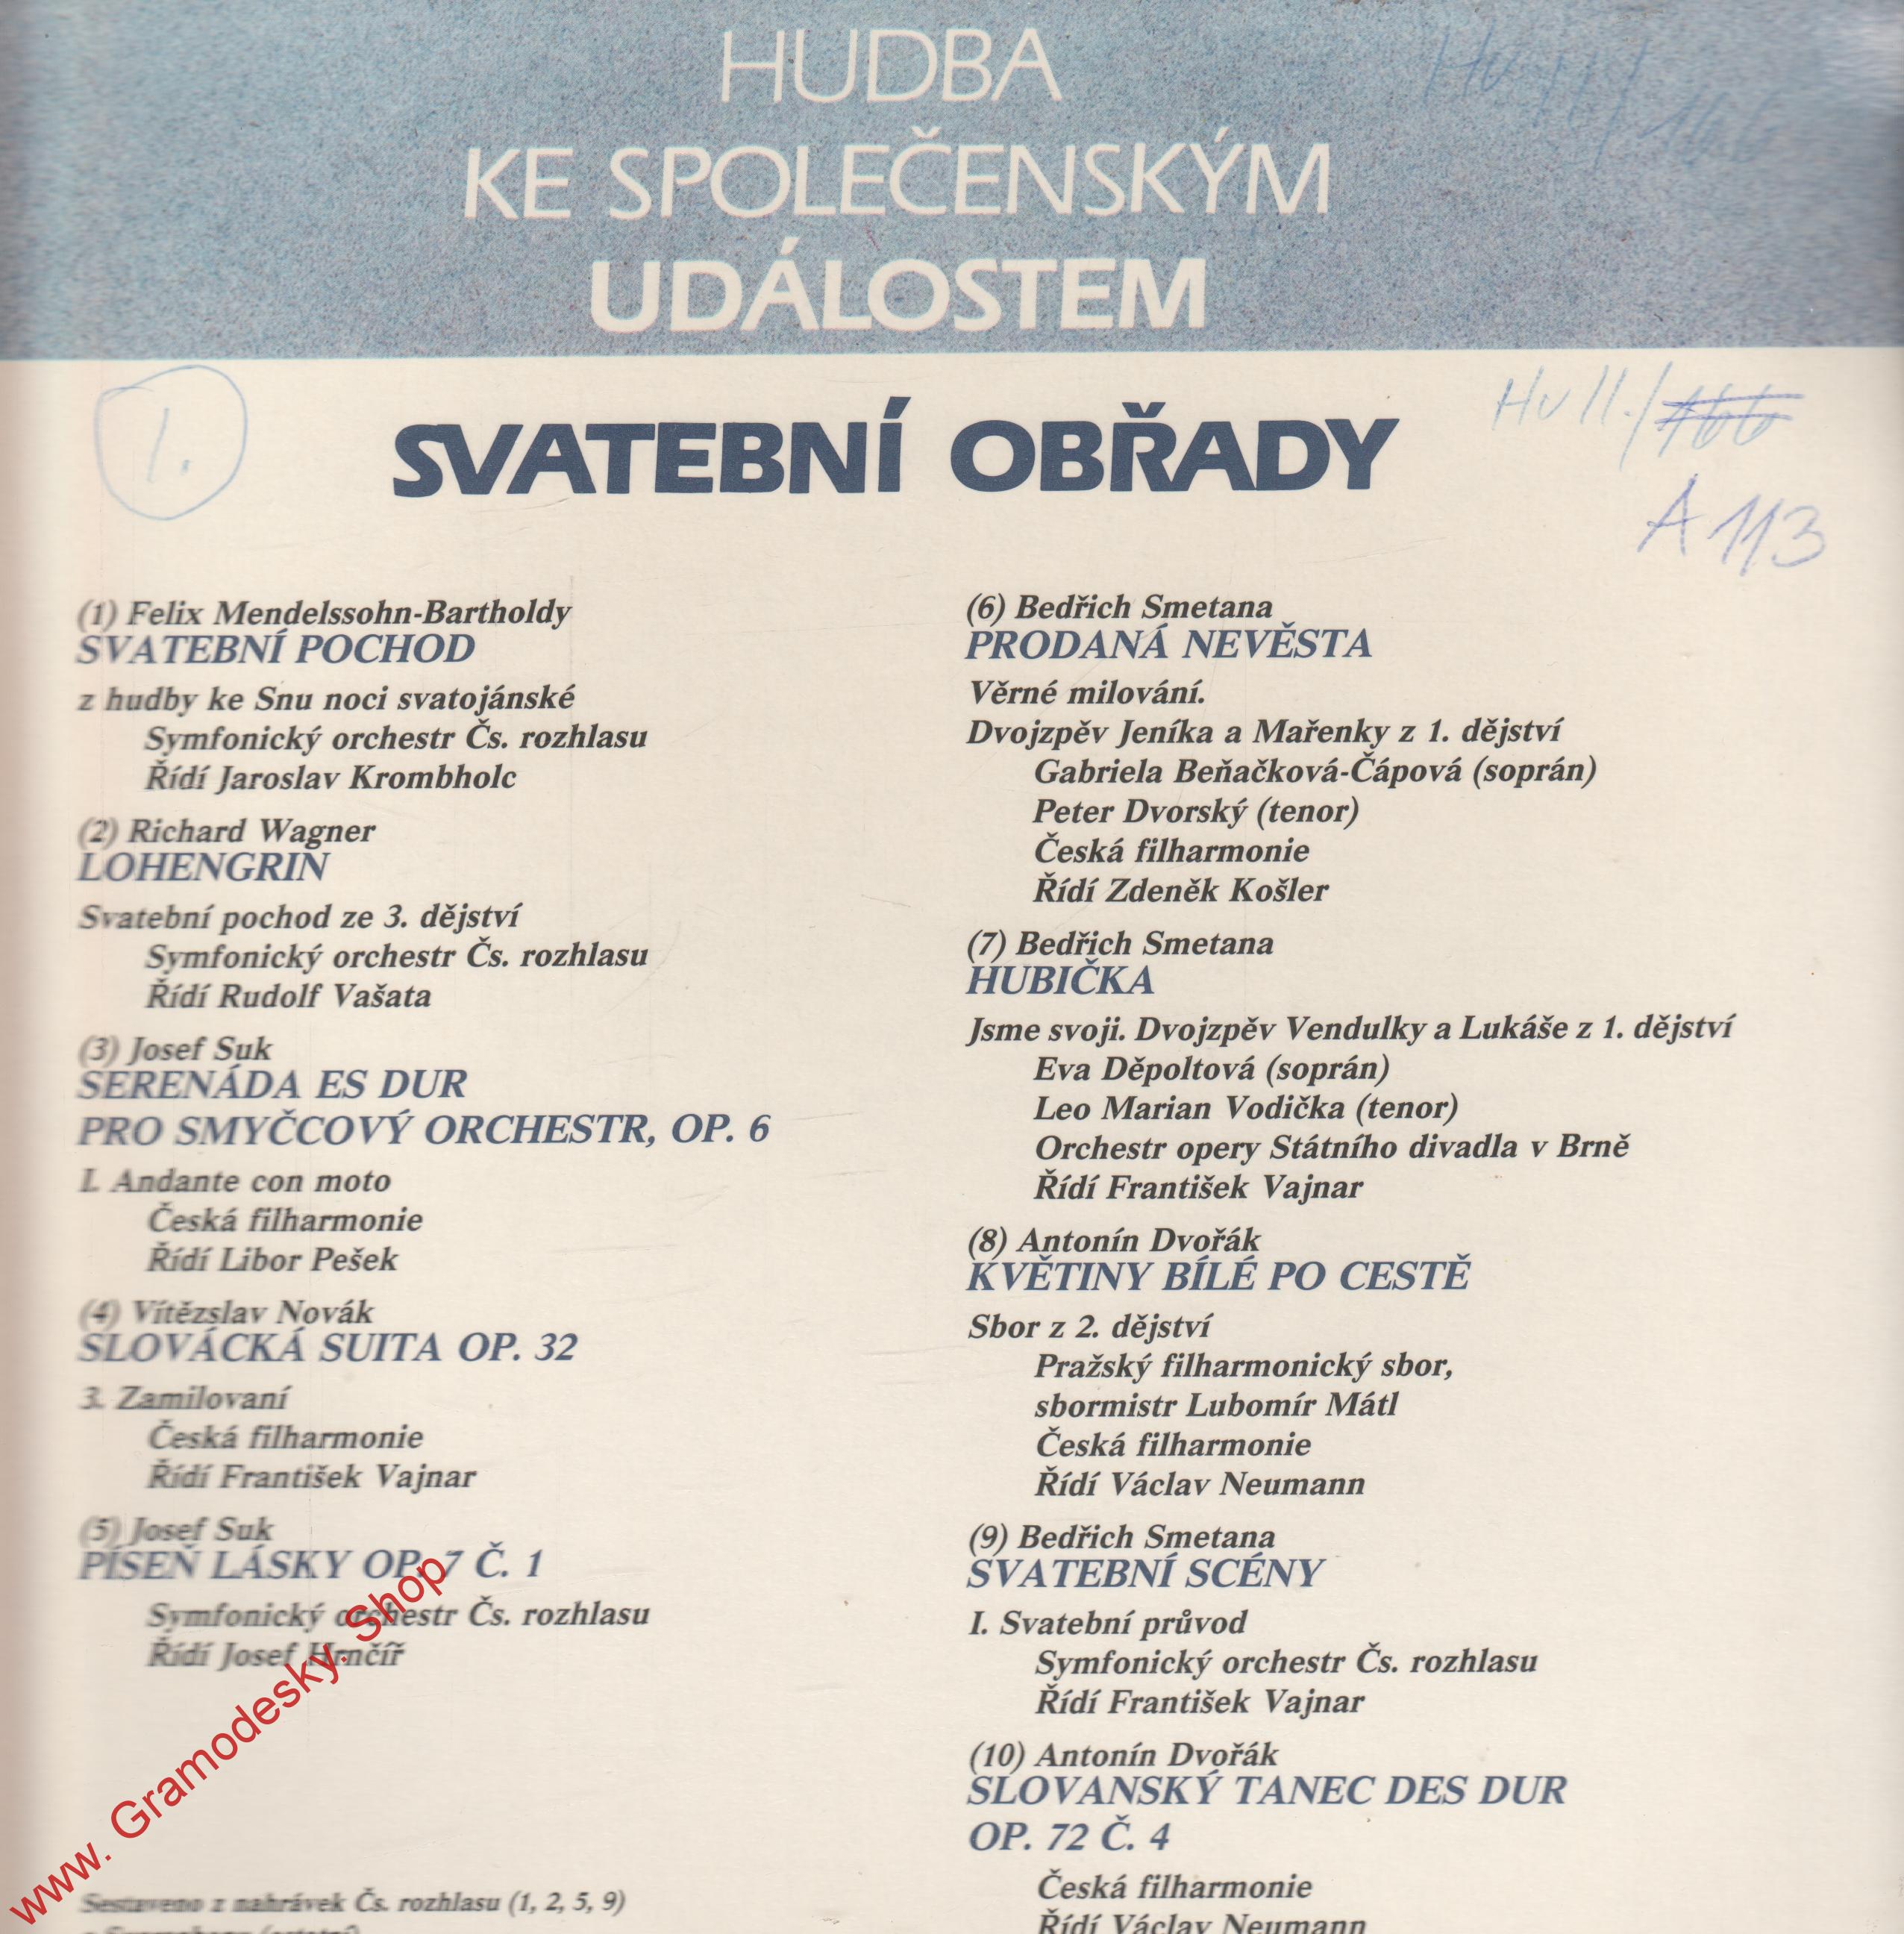 HUDBA
KE SPOLEČENSKÝM
UDÁLOSTEM
1.
SVATEBNÍ OBŘADY
Hv II./166
A 113
(1) Felix Mendelssohn-Bartholdy
SVATEBNÍ POCHOD
z hudby ke Snu noci svatojánské
Symfonický orchestr Čs. rozhlasu
Řídí Jaroslav Krombholc
(2) Richard Wagner
LOHENGRIN
Svatební pochod ze 3. dějství
Symfonický orchestr Čs. rozhlasu
Řídí Rudolf Vašata
(3) Josef Suk
SERENÁDA ES DUR
PRO SMYČCOVÝ ORCHESTR, OP. 6
I. Andante con moto
Česká filharmonie
Řídí Libor Pešek
(4) Vítězslav Novák
SLOVÁCKÁ SUITA OP. 32
3. Zamilovaní
Česká filharmonie
Řídí František Vajnar
(5) Josef Suk
PÍSEŇ LÁSKY OP. 7 Č. 1
Symfonický orchestr Čs. rozhlasu
Řídí Josef Hrnčíř
Sestaveno z nahrávek Čs. rozhlasu (1, 2, 5, 9)
a Supraphonu (ostatní)
(6) Bedřich Smetana
PRODANÁ NEVĚSTA
Věrné milování.
Dvojzpěv Jeníka a Mařenky z 1. dějství
Gabriela Beňačková-Čápová (soprán)
Peter Dvorský (tenor)
Česká filharmonie
Řídí Zdeněk Košler
(7) Bedřich Smetana
HUBIČKA
Jsme svoji. Dvojzpěv Vendulky a Lukáše z 1. dějství
Eva Děpoltová (soprán)
Leo Marian Vodička (tenor)
Orchestr opery Státního divadla v Brně
Řídí František Vajnar
(8) Antonín Dvořák
KVĚTINY BÍLÉ PO CESTĚ
Sbor z 2. dějství
Pražský filharmonický sbor,
sbormistr Lubomír Mátl
Česká filharmonie
Řídí Václav Neumann
(9) Bedřich Smetana
SVATEBNÍ SCÉNY
I. Svatební průvod
Symfonický orchestr Čs. rozhlasu
Řídí František Vajnar
(10) Antonín Dvořák
SLOVANSKÝ TANEC DES DUR
OP. 72 Č. 4
Česká filharmonie
Řídí Václav Neumann
www. Gramodesky. Shop